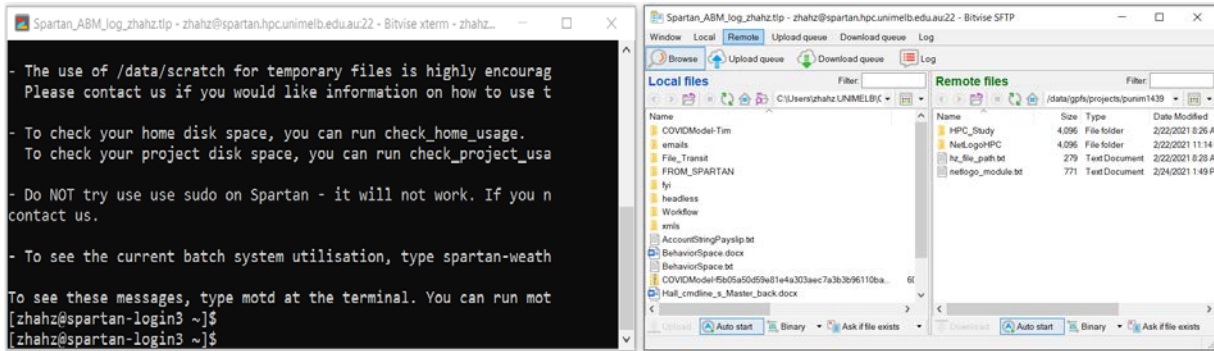 Spartan_ABM_log_zhahz.tlp - zhahz@spartan.hpc.unimelb.edu.au:22 - Bitvise xterm - zhahz...
- The use of /data/scratch for temporary files is highly encourag
Please contact us if you would like information on how to use t
- To check your home disk space, you can run check_home_usage.
To check your project disk space, you can run check_project_usa
- Do NOT try use use sudo on Spartan - it will not work. If you n
contact us.
- To see the current batch system utilisation, type spartan-weath
To see these messages, type motd at the terminal. You can run mot
[zhahz@spartan-login3 ~]$
[zhahz@spartan-login3 ~]$
Spartan_ABM_log_zhahz.tlp - zhahz@spartan.hpc.unimelb.edu.au:22 - Bitvise SFTP
Window Local Remote Upload queue Download queue Log
Browse Upload queue Download queue Log
Local files Filter:
C:\Users\zhahz.UNIMELB\C
Name
COVIDModel-Tim
emails
File_Transit
FROM_SPARTAN
fyi
headless
Workflow
xmls
AccountStringPayslip.txt
BehaviorSpace.docx
BehaviorSpace.txt
Hall_cmdline_s_Master_back.docx
Upload Auto start Binary Ask if file exists
Remote files Filter:
/data/gpfs/projects/punim1439
Name Size Type Date Modified
HPC_Study 4,096 File folder 2/22/2021 8:26 A
NetLogoHPC 4,096 File folder 2/22/2021 11:14
hz_file_path.txt 279 Text Document 2/22/2021 8:28 A
netlogo_module.txt 771 Text Document 2/24/2021 1:49 P
Download Auto start Binary Ask if file exists